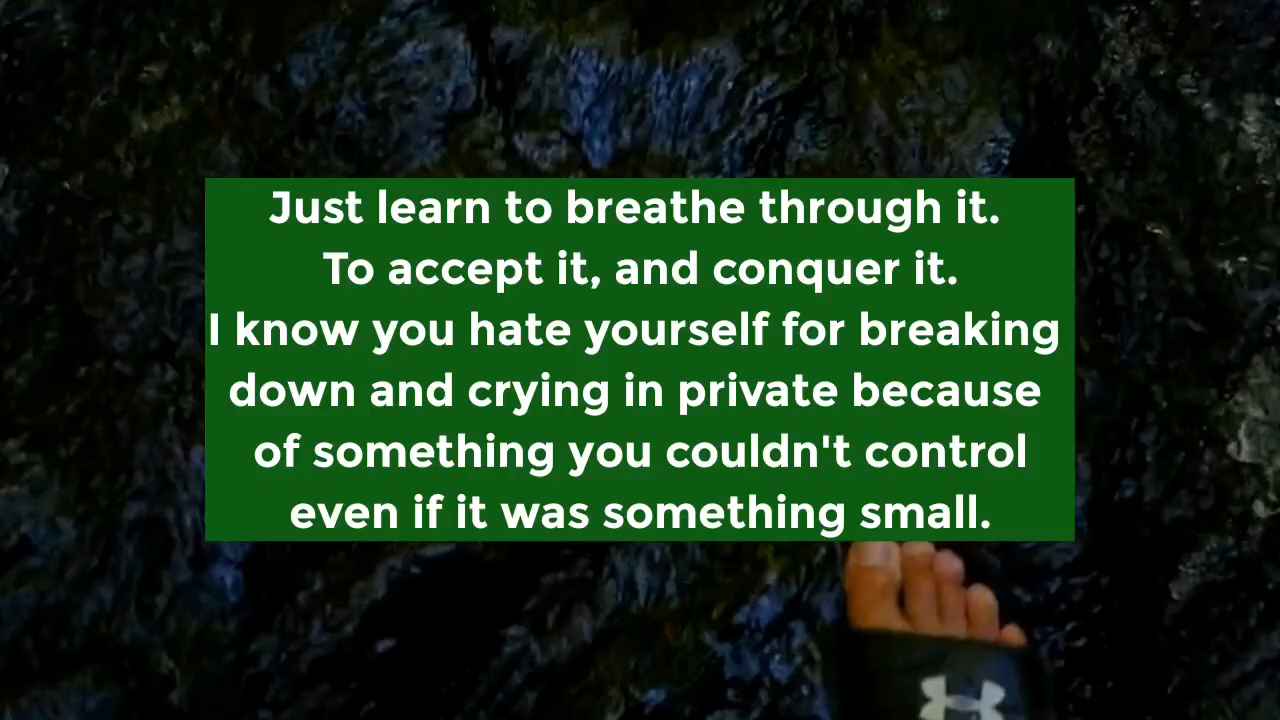 Just learn to breathe through it.
To accept it, and conquer it.
I know you hate yourself for breaking
down and crying in private because
of something you couldn't control
even if it was something small.